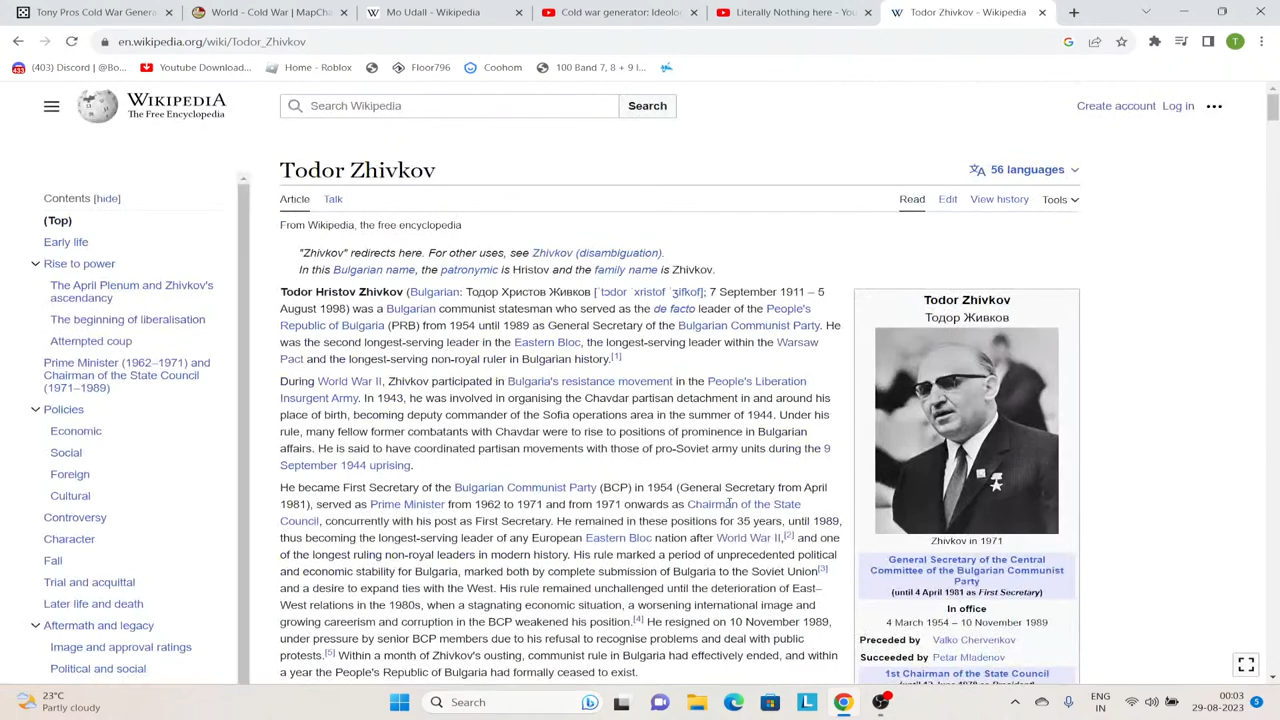 Tony Pros Cold War Gener
World - Cold War | MapCha
Mo Udall - Wikipedia
Cold war generator: Ideolo
Literally Nothing here - You
Todor Zhivkov - Wikipedia
en.wikipedia.org/wiki/Todor_Zhivkov
T
(403) Discord | @Bo...
Youtube Download...
Home - Roblox
Floor796
Coohom
100 Band 7, 8 + 9 I...
WIKIPEDIA
The Free Encyclopedia
Search Wikipedia
Search
Create account
Log in
Todor Zhivkov
56 languages
Article
Talk
Read
Edit
View history
Tools
From Wikipedia, the free encyclopedia
Contents [hide]
(Top)
Early life
Rise to power
The April Plenum and Zhivkov's
ascendancy
The beginning of liberalisation
Attempted coup
Prime Minister (1962–1971) and
Chairman of the State Council
(1971–1989)
Policies
Economic
Social
Foreign
Cultural
Controversy
Character
Fall
Trial and acquittal
Later life and death
Aftermath and legacy
Image and approval ratings
Political and social
"Zhivkov" redirects here. For other uses, see Zhivkov (disambiguation).
In this Bulgarian name, the patronymic is Hristov and the family name is Zhivkov.
Todor Hristov Zhivkov (Bulgarian: Тодор Христов Живков [ˈtɔdor ˈxristof ˈʒifkof]; 7 September 1911 – 5
August 1998) was a Bulgarian communist statesman who served as the de facto leader of the People's
Republic of Bulgaria (PRB) from 1954 until 1989 as General Secretary of the Bulgarian Communist Party. He
was the second longest-serving leader in the Eastern Bloc, the longest-serving leader within the Warsaw
Pact and the longest-serving non-royal ruler in Bulgarian history.[1]
During World War II, Zhivkov participated in Bulgaria's resistance movement in the People's Liberation
Insurgent Army. In 1943, he was involved in organising the Chavdar partisan detachment in and around his
place of birth, becoming deputy commander of the Sofia operations area in the summer of 1944. Under his
rule, many fellow former combatants with Chavdar were to rise to positions of prominence in Bulgarian
affairs. He is said to have coordinated partisan movements with those of pro-Soviet army units during the 9
September 1944 uprising.
He became First Secretary of the Bulgarian Communist Party (BCP) in 1954 (General Secretary from April
1981), served as Prime Minister from 1962 to 1971 and from 1971 onwards as Chairman of the State
Council, concurrently with his post as First Secretary. He remained in these positions for 35 years, until 1989,
thus becoming the longest-serving leader of any European Eastern Bloc nation after World War II,[2] and one
of the longest ruling non-royal leaders in modern history. His rule marked a period of unprecedented political
and economic stability for Bulgaria, marked both by complete submission of Bulgaria to the Soviet Union[3]
and a desire to expand ties with the West. His rule remained unchallenged until the deterioration of East–
West relations in the 1980s, when a stagnating economic situation, a worsening international image and
growing careerism and corruption in the BCP weakened his position.[4] He resigned on 10 November 1989,
under pressure by senior BCP members due to his refusal to recognise problems and deal with public
protests.[5] Within a month of Zhivkov's ousting, communist rule in Bulgaria had effectively ended, and within
a year the People's Republic of Bulgaria had formally ceased to exist.
Todor Zhivkov
Тодор Живков
Zhivkov in 1971
General Secretary of the Central
Committee of the Bulgarian Communist
Party
(until 4 April 1981 as First Secretary)
In office
4 March 1954 – 10 November 1989
Preceded by Valko Chervenkov
Succeeded by Petar Mladenov
1st Chairman of the State Council
23°C
Partly cloudy
Search
ENG
IN
00:03
29-08-2023
5